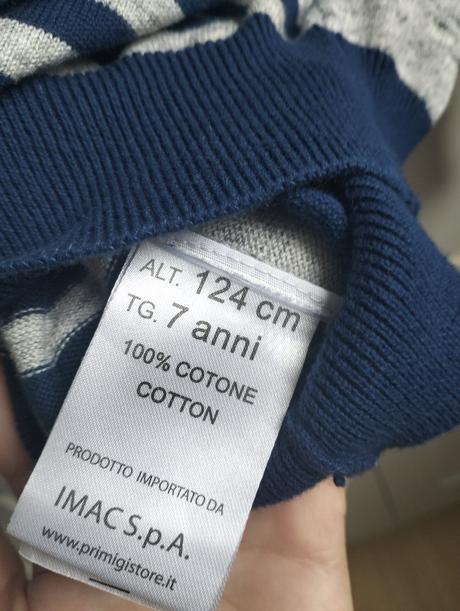 ALT. 124 cm
TG. 7 anni
100% COTONE
COTTON
PRODOTTO IMPORTATO DA
IMAC S.p.A.
www.primigistore.it